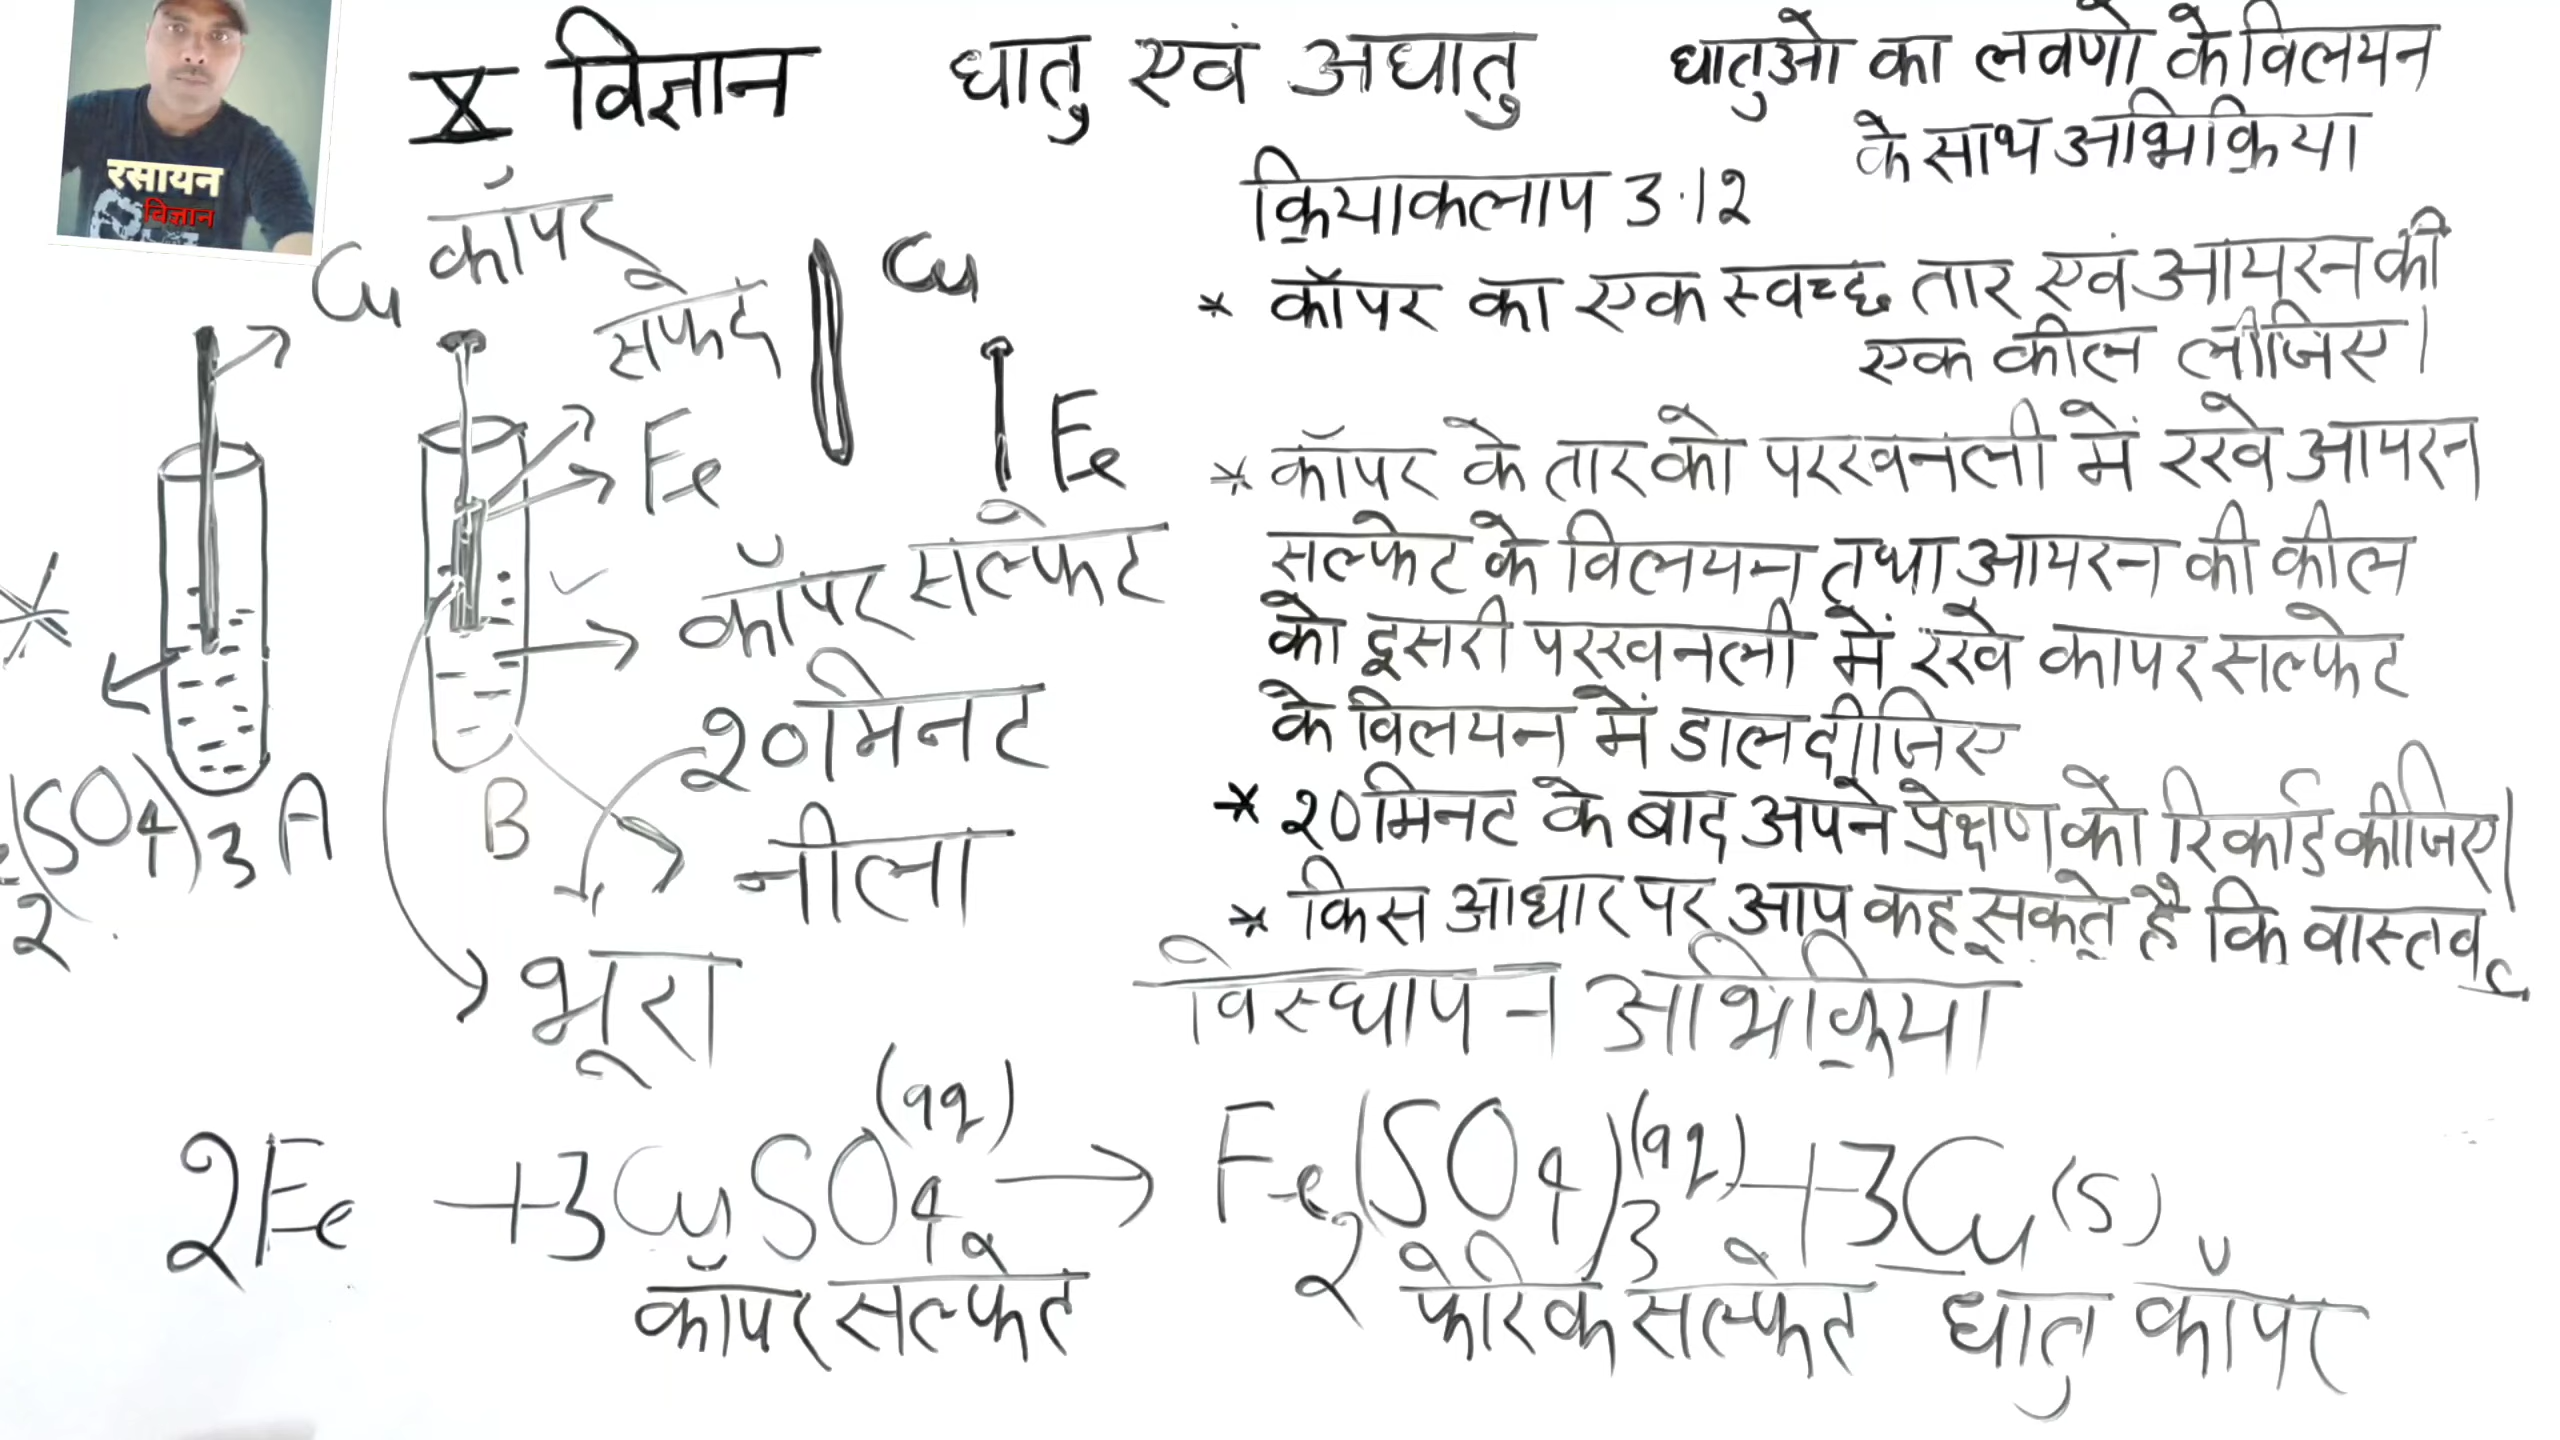 X विज्ञान धातु एवं अधातु धातुओ का लवणो के विलयन
के साथ अभिक्रिया
रसायन
विज्ञान
क्रियाकलाप 3.12
* कॉपर का एक स्वच्छ तार एवं आयरन की
एक कील लीजिए।
* कॉपर के तार को परखनली में रखे आयरन
सल्फेट के विलयन तथा आयरन की कील
को दूसरी परखनली में रखे कापर सल्फेट
के विलयन में डाल दीजिए
* 20 मिनट के बाद अपने प्रेक्षण को रिकार्ड कीजिए।
* किस आधार पर आप कह सकते है कि वास्तव
विस्थापन अभिक्रिया
Cu कॉपर
सफेद
Cu
Fe
Fe
कॉपर सल्फेट
20 मिनट
नीला
भूरा
(SO4)3 A
2
B
2Fe + 3CuSO4 (aq) → Fe2(SO4)3 (aq) + 3Cu (s)
कॉपर सल्फेट फेरिक सल्फेट धातु कॉपर